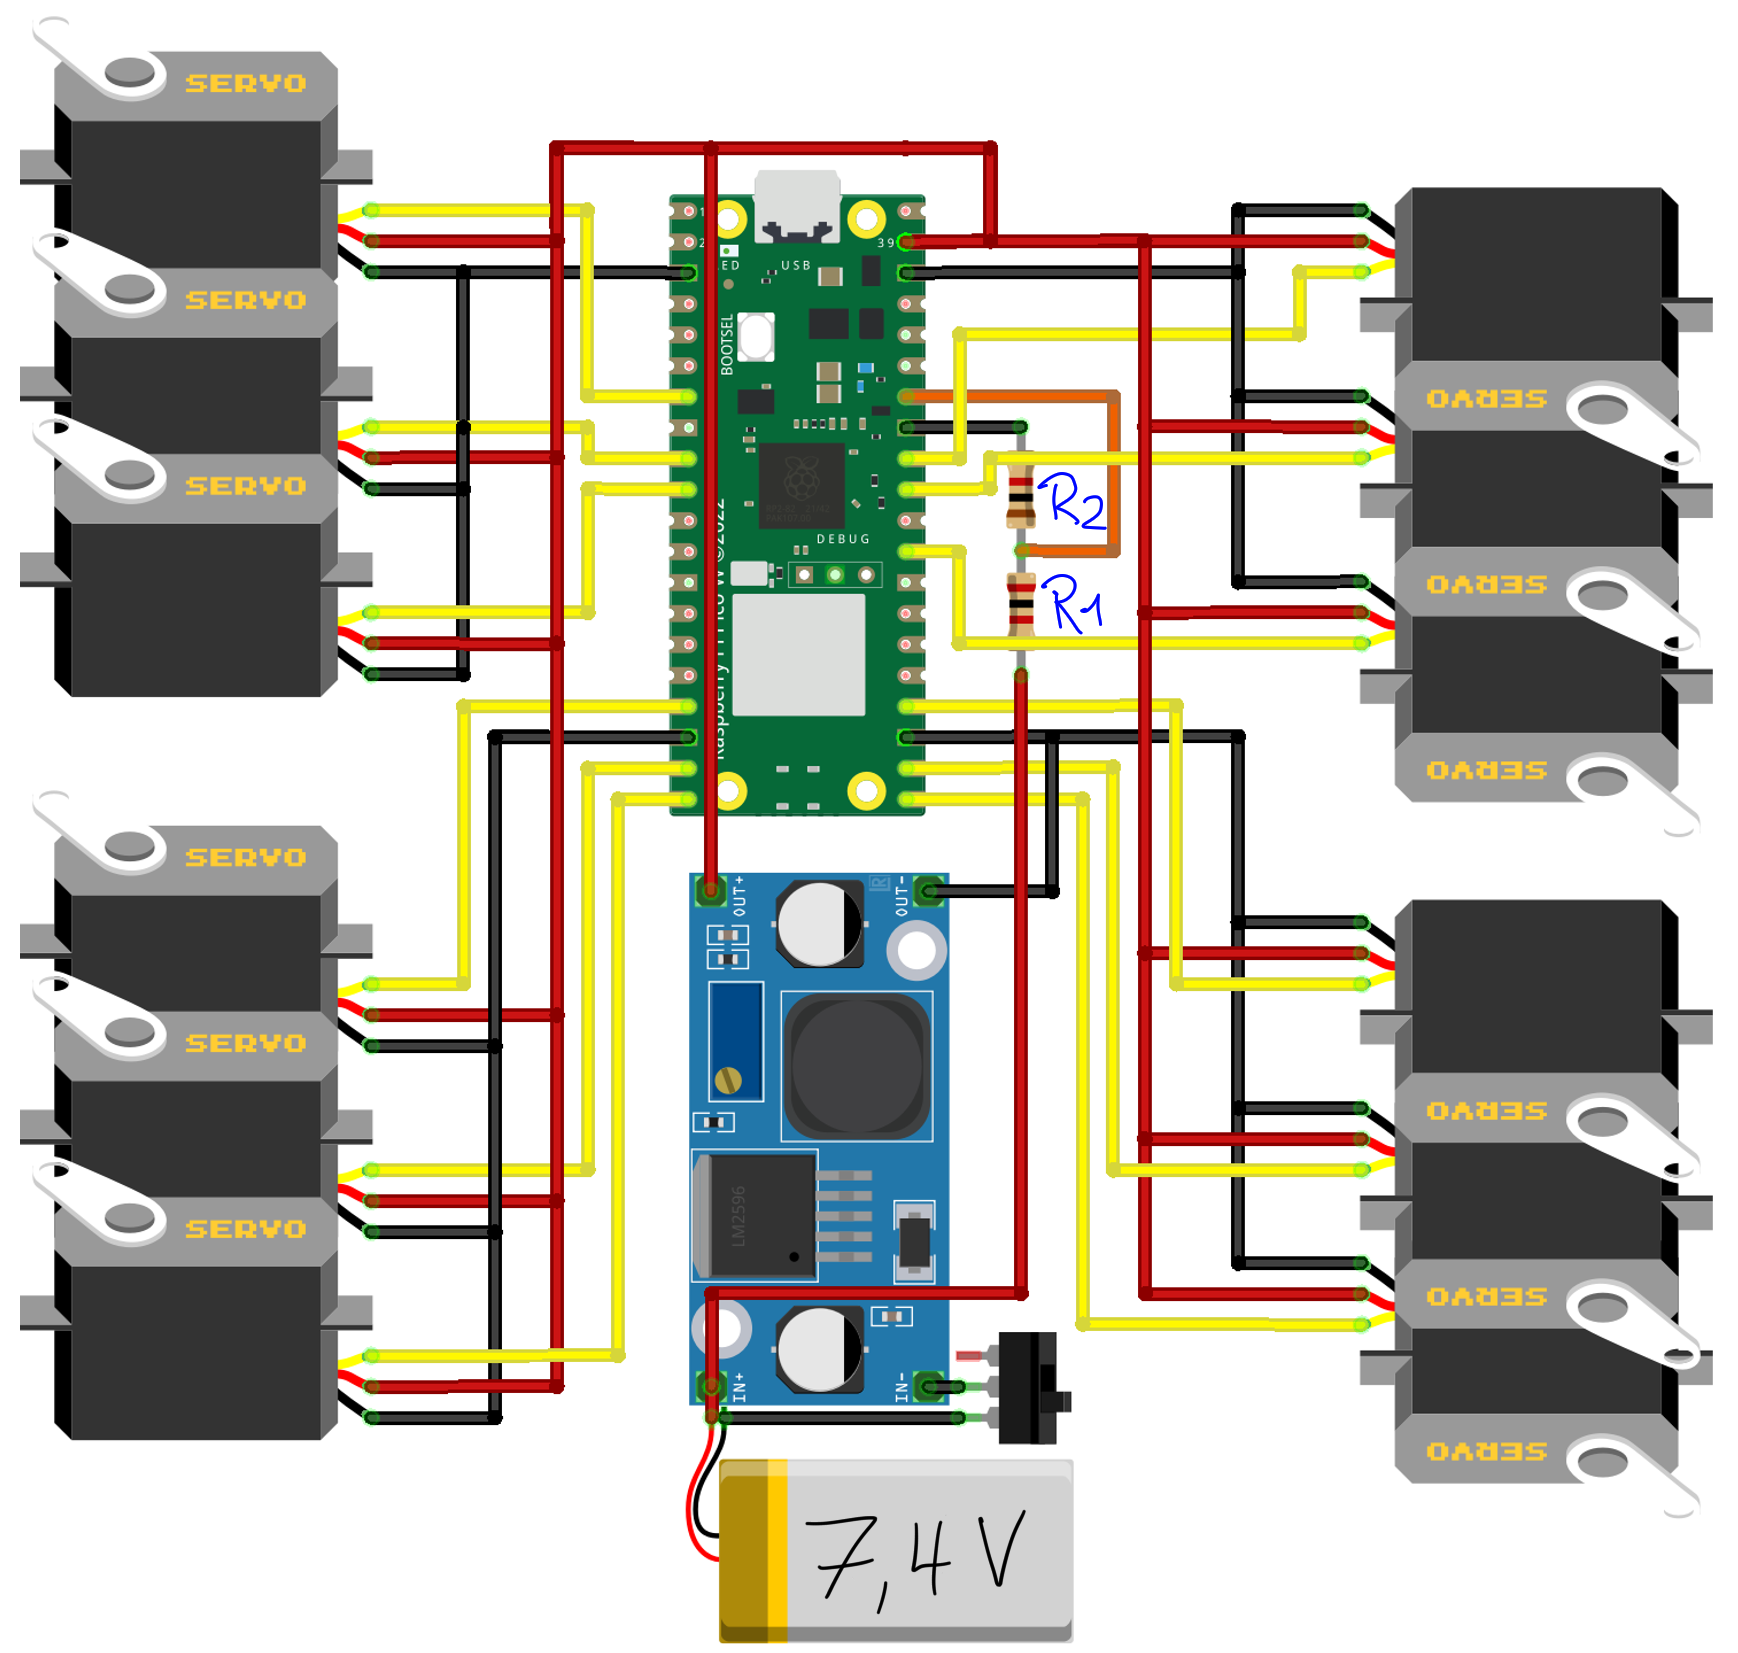 SERVO
SERVO
SERVO
1
2
39
LED
USB
BOOTSEL
DEBUG
Raspberry Pi Pico W ©2022
R2
R1
SERVO
SERVO
SERVO
SERVO
SERVO
SERVO
OUT+
OUT-
LM2596
IN+
IN-
SERVO
SERVO
SERVO
7,4V